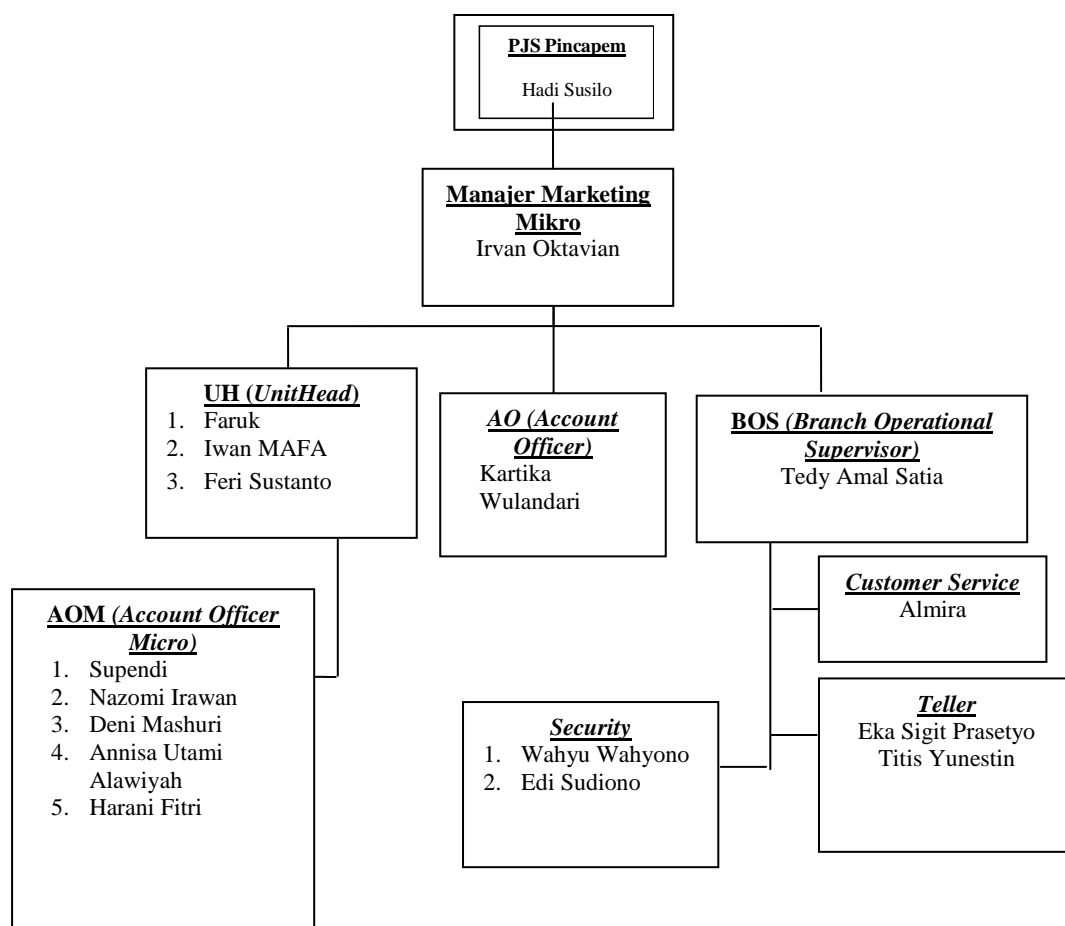 PJS Pincapem
Hadi Susilo
Manajer Marketing
Mikro
Irvan Oktavian
UH (UnitHead)
1. Faruk
2. Iwan MAFA
3. Feri Sustanto
AO (Account
Officer)
Kartika
Wulandari
BOS (Branch Operational
Supervisor)
Tedy Amal Satia
AOM (Account Officer
Micro)
1. Supendi
2. Nazomi Irawan
3. Deni Mashuri
4. Annisa Utami
Alawiyah
5. Harani Fitri
Customer Service
Almira
Security
1. Wahyu Wahyono
2. Edi Sudiono
Teller
Eka Sigit Prasetyo
Titis Yunestin